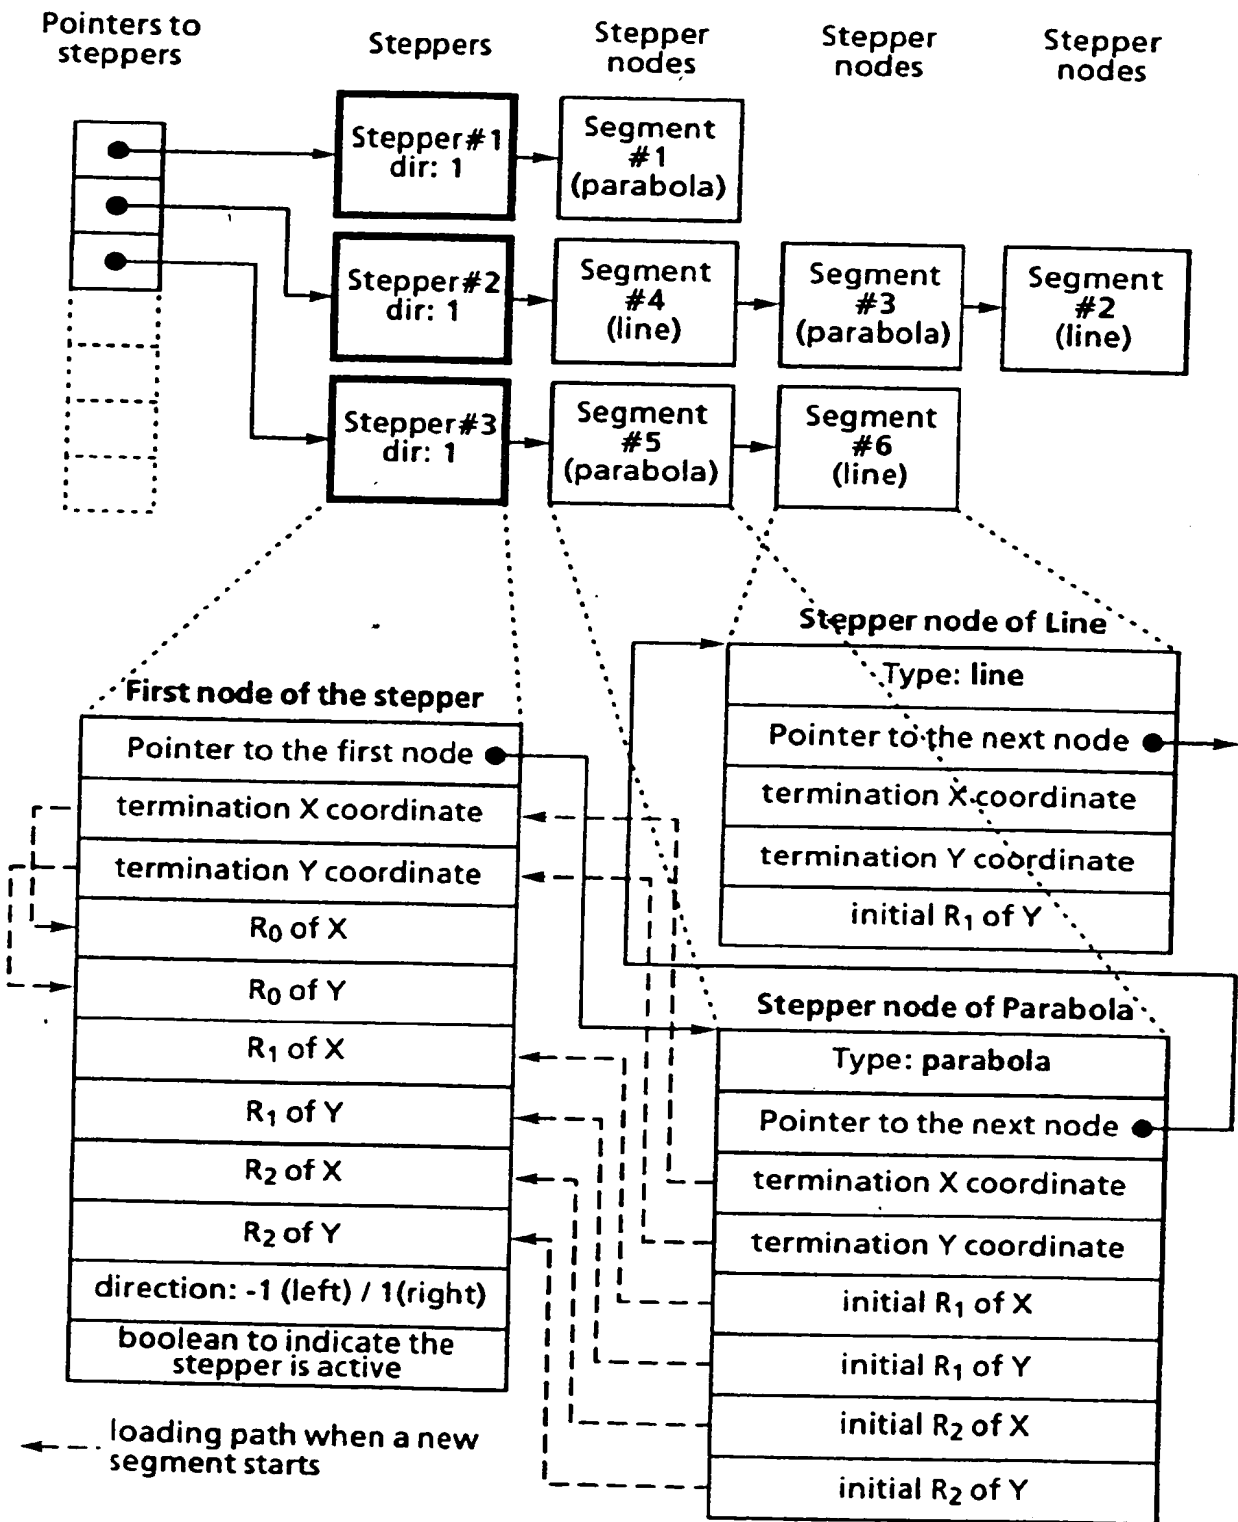 Pointers to
steppers
Steppers
Stepper
nodes
Stepper
nodes
Stepper
nodes
Stepper#1
dir: 1
Segment
#1
(parabola)
Stepper#2
dir: 1
Segment
#4
(line)
Segment
#3
(parabola)
Segment
#2
(line)
Stepper#3
dir: 1
Segment
#5
(parabola)
Segment
#6
(line)
First node of the stepper
Pointer to the first node
termination X coordinate
termination Y coordinate
R0 of X
R0 of Y
R1 of X
R1 of Y
R2 of X
R2 of Y
direction: -1 (left) / 1(right)
boolean to indicate the
stepper is active
Stepper node of Line
Type: line
Pointer to the next node
termination X coordinate
termination Y coordinate
initial R1 of Y
Stepper node of Parabola
Type: parabola
Pointer to the next node
termination X coordinate
termination Y coordinate
initial R1 of X
initial R1 of Y
initial R2 of X
initial R2 of Y
loading path when a new
segment starts